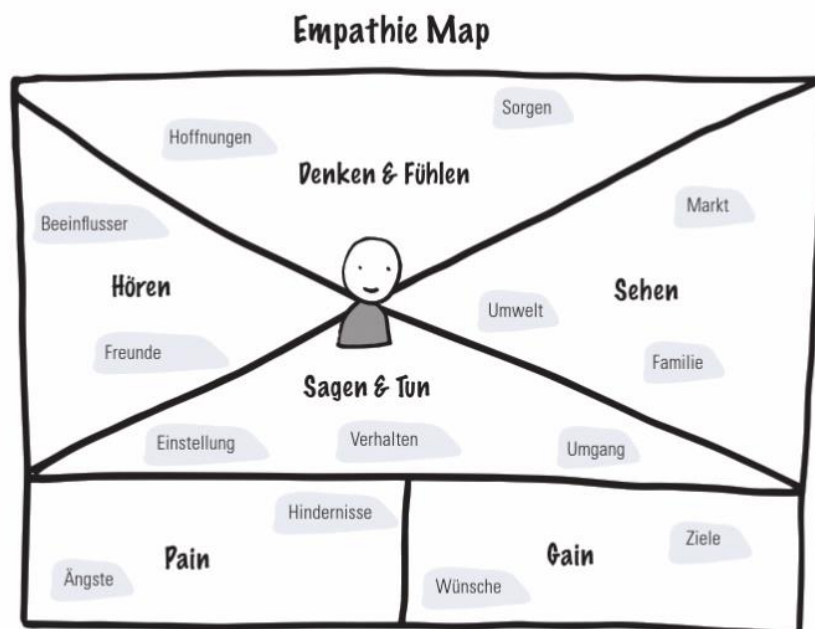 Empathie Map
Sorgen
Hoffnungen
Denken & Fühlen
Beeinflusser
Markt
Hören
Sehen
Umwelt
Freunde
Familie
Sagen & Tun
Einstellung
Verhalten
Umgang
Hindernisse
Pain
Ängste
Ziele
Gain
Wünsche